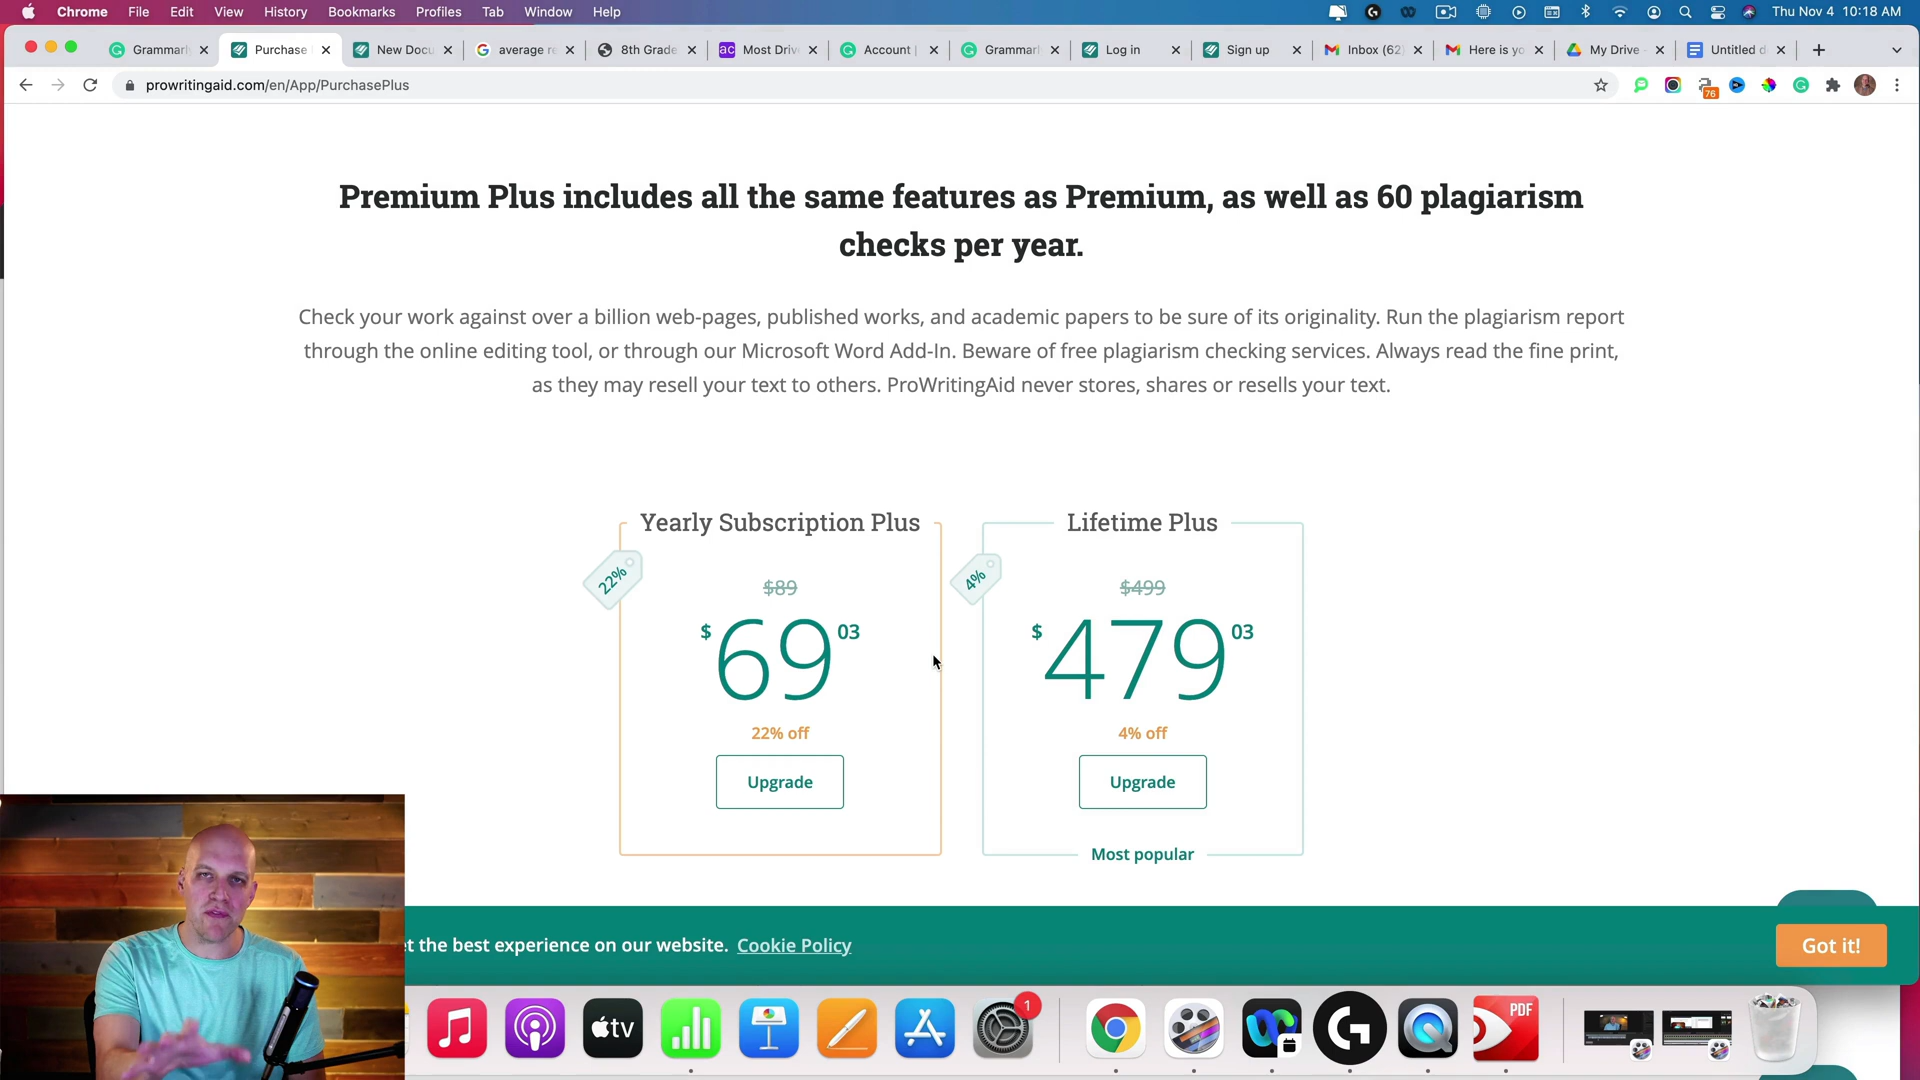 Chrome File Edit View History Bookmarks Profiles Tab Window Help Thu Nov 4 10:18 AM
Grammarl Purchase New Docu average re 8th Grade Most Driv Account Grammarl Log in Sign up Inbox (62 Here is yo My Drive Untitled d
prowritingaid.com/en/App/PurchasePlus 76
Premium Plus includes all the same features as Premium, as well as 60 plagiarism
checks per year.
Check your work against over a billion web-pages, published works, and academic papers to be sure of its originality. Run the plagiarism report
through the online editing tool, or through our Microsoft Word Add-In. Beware of free plagiarism checking services. Always read the fine print,
as they may resell your text to others. ProWritingAid never stores, shares or resells your text.
Yearly Subscription Plus
22%
$89
$69 03
22% off
Upgrade
Lifetime Plus
4%
$499
$479 03
4% off
Upgrade
Most popular
t the best experience on our website. Cookie Policy
Got it!
tv 1 PDF